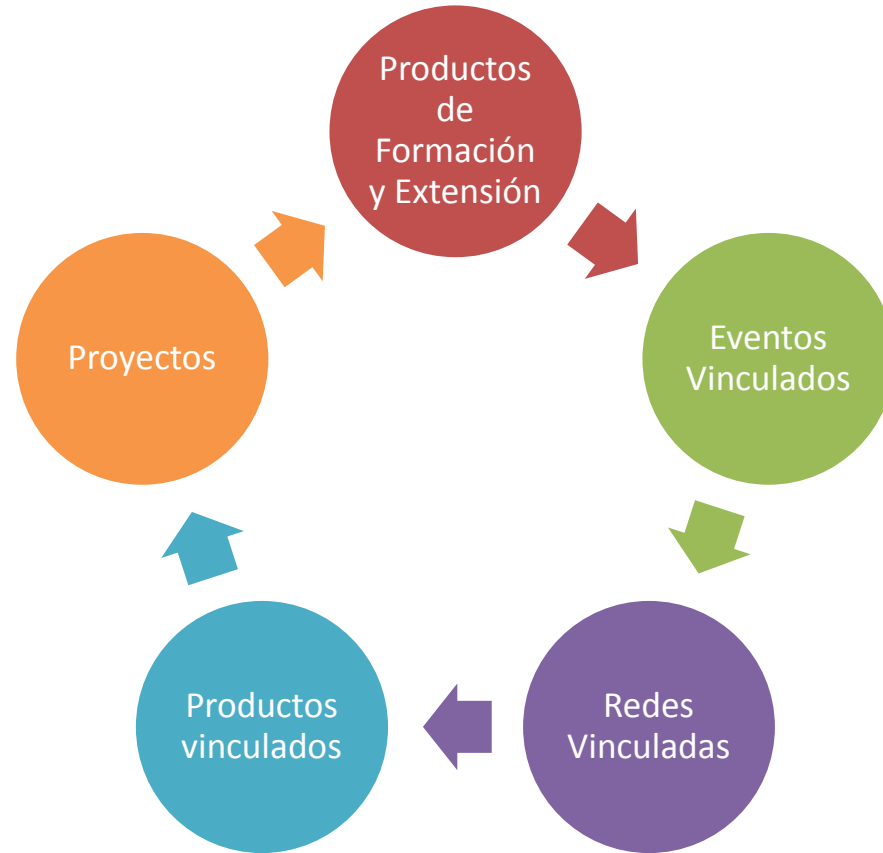 Productos
de
Formación
y Extensión
Eventos
Vinculados
Redes
Vinculadas
Productos
vinculados
Proyectos